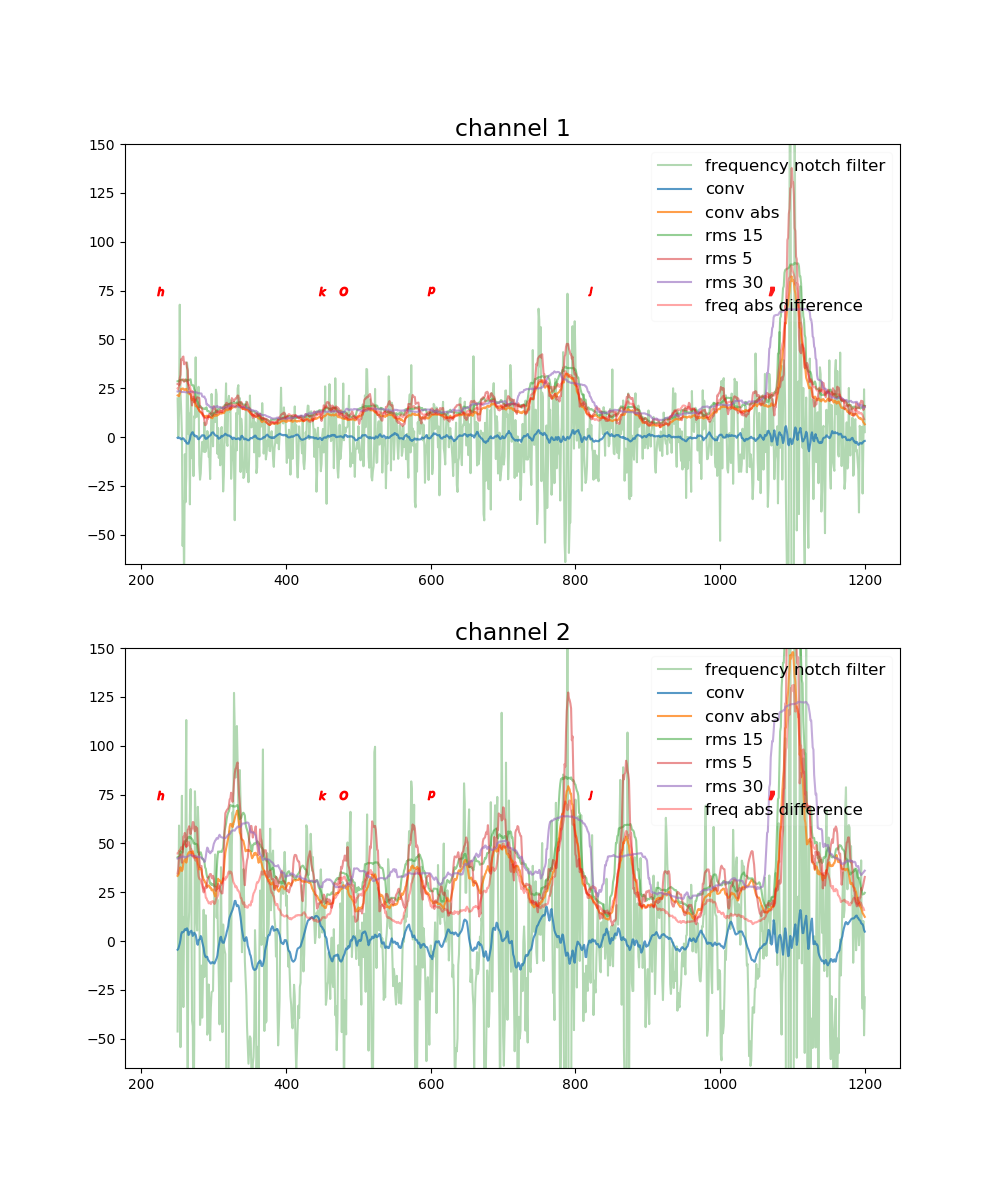 channel 1
150
125
100
75
50
25
0
−25
−50
frequency notch filter
conv
conv abs
rms 15
rms 5
rms 30
freq abs difference
h k o p j ,
200 400 600 800 1000 1200
channel 2
150
125
100
75
50
25
0
−25
−50
frequency notch filter
conv
conv abs
rms 15
rms 5
rms 30
freq abs difference
h k o p j ,
200 400 600 800 1000 1200